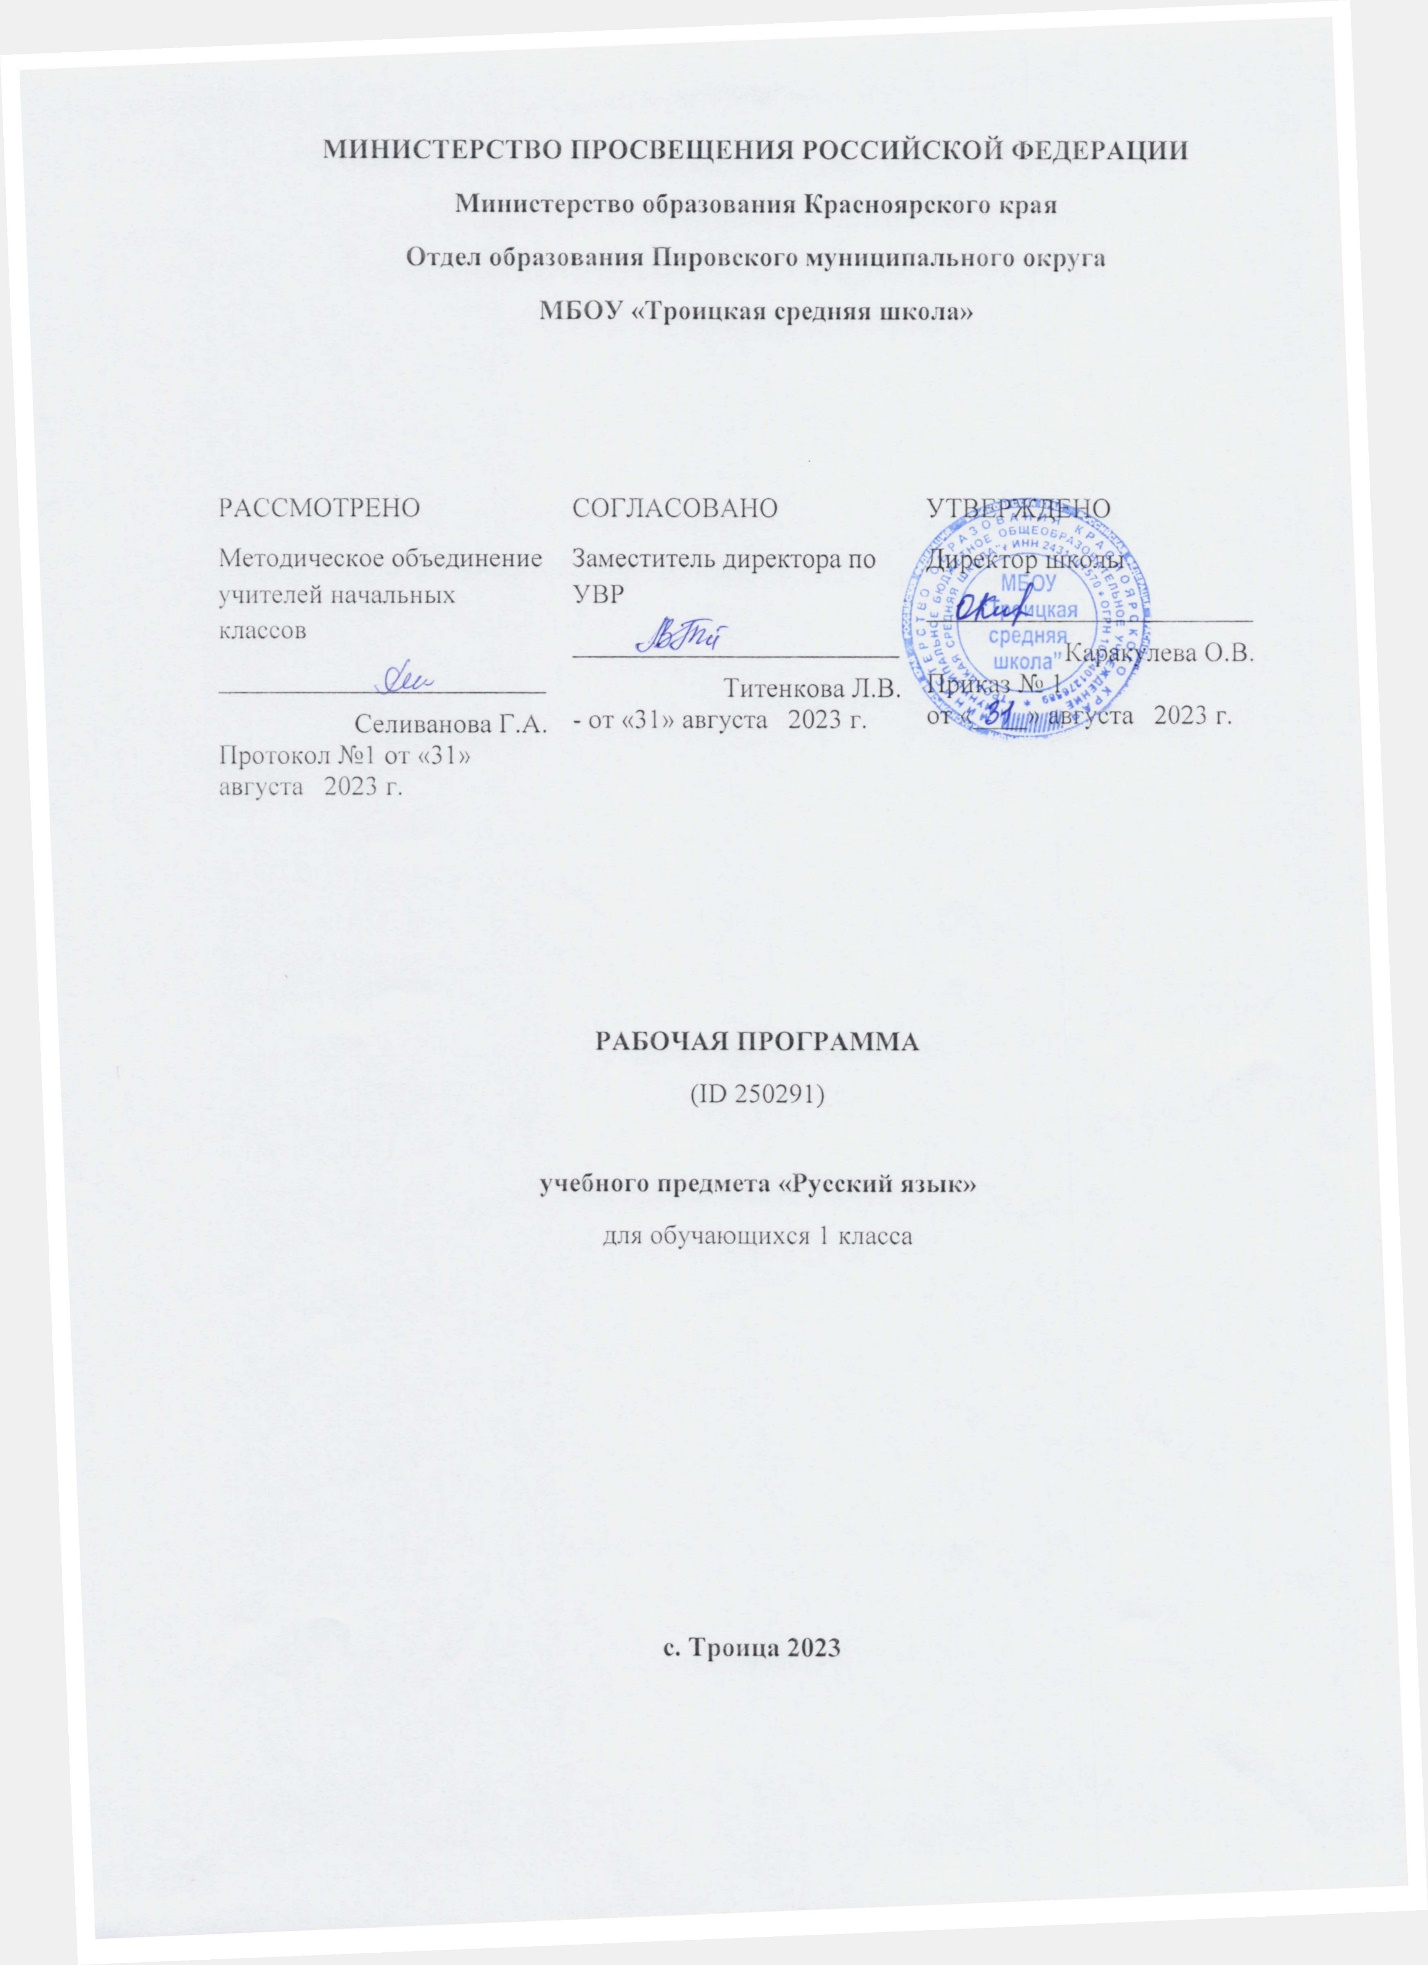 МИНИСТЕРСТВО ПРОСВЕЩЕНИЯ РОССИЙСКОЙ ФЕДЕРАЦИИ
Министерство образования Красноярского края
Отдел образования Пировского муниципального округа
МБОУ «Троицкая средняя школа»
РАССМОТРЕНО
Методическое объединение
учителей начальных
классов
Селиванова Г.А.
Протокол №1 от «31»
августа 2023 г.
СОГЛАСОВАНО
Заместитель директора по
УВР
Титенкова Л.В.
- от «31» августа 2023 г.
УТВЕРЖДЕНО
Директор школы
Каракулева О.В.
Приказ № 1
от «31» августа 2023 г.
МБОУ
Троицкая
средняя
школа"
РАБОЧАЯ ПРОГРАММА
(ID 250291)
учебного предмета «Русский язык»
для обучающихся 1 класса
с. Троица 2023